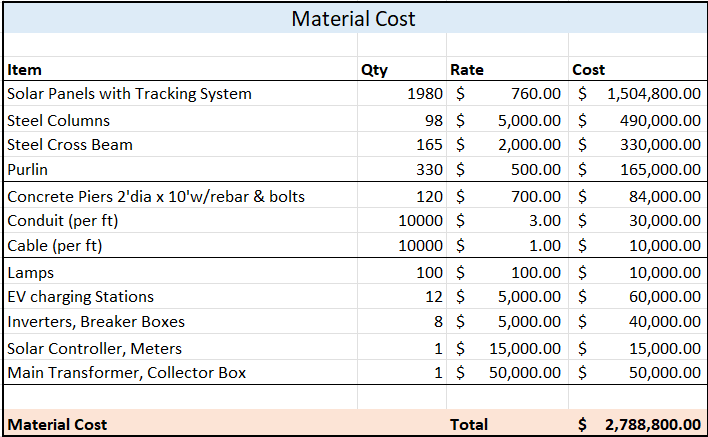 Material Cost
Item Qty Rate Cost
Solar Panels with Tracking System 1980 $ 760.00 $ 1,504,800.00
Steel Columns 98 $ 5,000.00 $ 490,000.00
Steel Cross Beam 165 $ 2,000.00 $ 330,000.00
Purlin 330 $ 500.00 $ 165,000.00
Concrete Piers 2'dia x 10'w/rebar & bolts 120 $ 700.00 $ 84,000.00
Conduit (per ft) 10000 $ 3.00 $ 30,000.00
Cable (per ft) 10000 $ 1.00 $ 10,000.00
Lamps 100 $ 100.00 $ 10,000.00
EV charging Stations 12 $ 5,000.00 $ 60,000.00
Inverters, Breaker Boxes 8 $ 5,000.00 $ 40,000.00
Solar Controller, Meters 1 $ 15,000.00 $ 15,000.00
Main Transformer, Collector Box 1 $ 50,000.00 $ 50,000.00
Material Cost Total $ 2,788,800.00